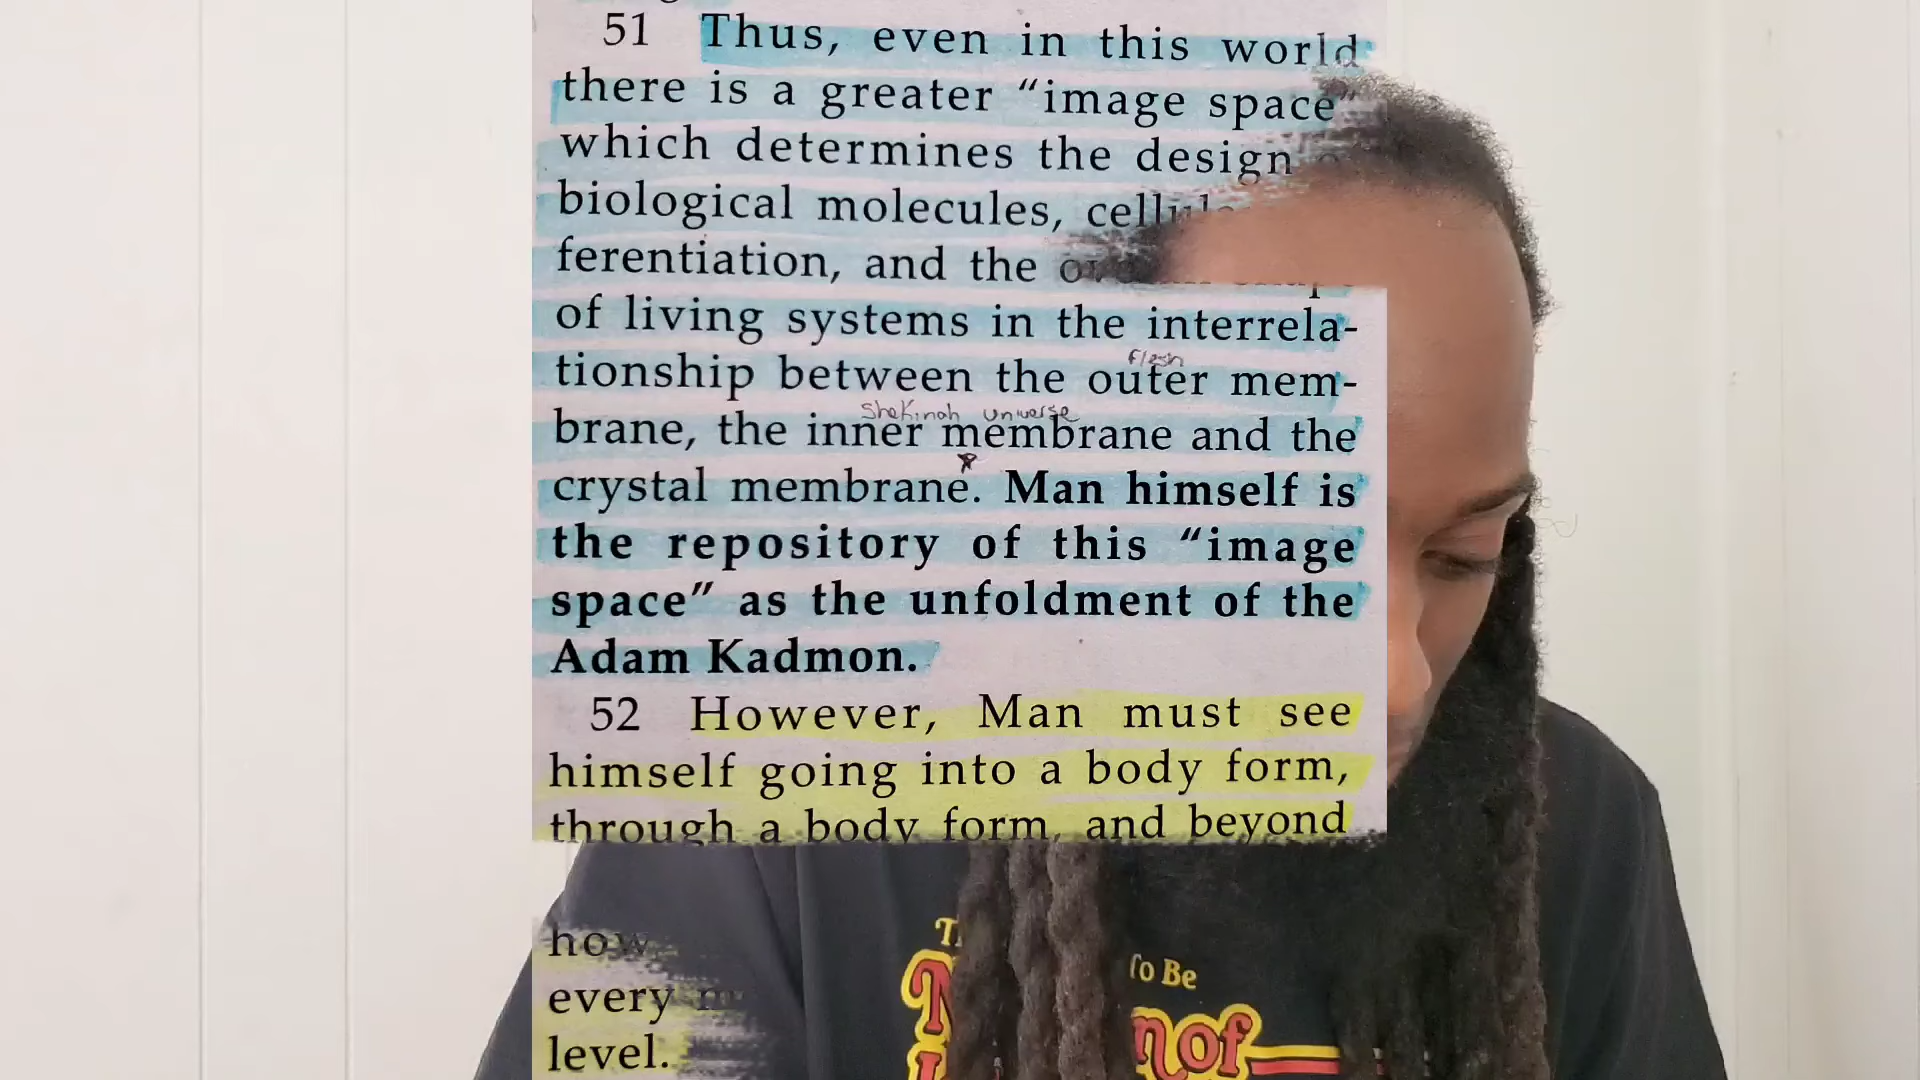 51 Thus, even in this world
there is a greater “image space”
which determines the design
biological molecules,
ferentiation, and the
of living systems in the interrela-
flesh
tionship between the outer mem-
Shekinah universe
brane, the inner membrane and the
crystal membrane. Man himself is
the repository of this “image
space” as the unfoldment of the
Adam Kadmon.
52 However, Man must see
himself going into a body form,
through a body form, and beyond
how
every
level.
To Be
of